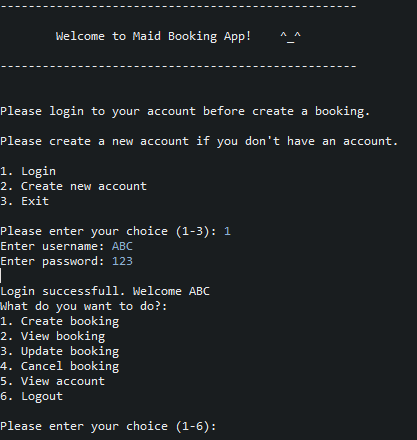 ---------------------------------------------------
Welcome to Maid Booking App!    ^_^
---------------------------------------------------
Please login to your account before create a booking.
Please create a new account if you don't have an account.
1. Login
2. Create new account
3. Exit
Please enter your choice (1-3): 1
Enter username: ABC
Enter password: 123
Login successfull. Welcome ABC
What do you want to do?:
1. Create booking
2. View booking
3. Update booking
4. Cancel booking
5. View account
6. Logout
Please enter your choice (1-6):